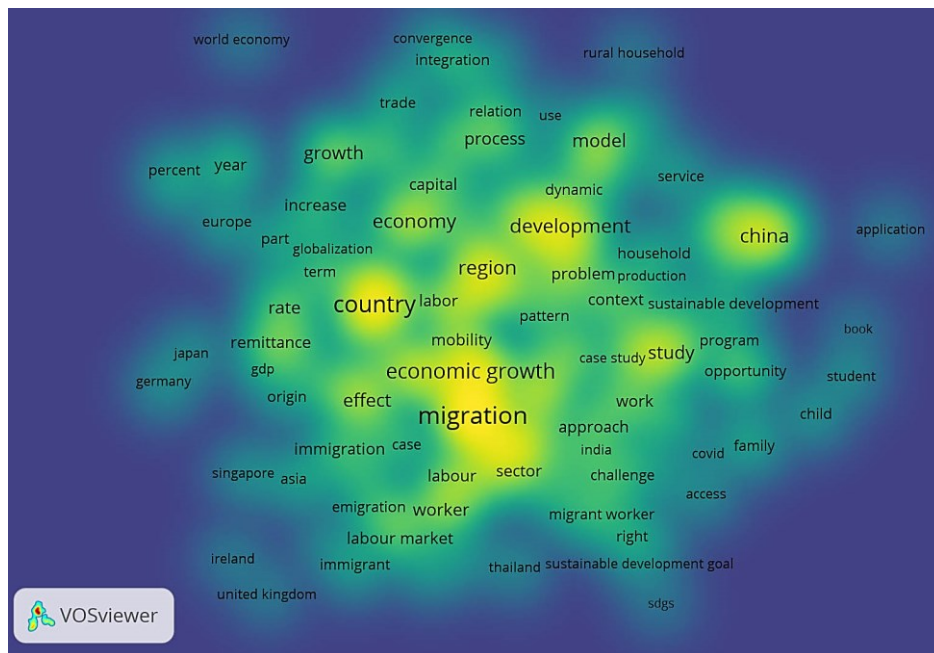 world economy
convergence
integration
rural household
trade
relation
use
process
model
growth
percent
year
service
capital
dynamic
increase
europe
economy
development
china
application
part
globalization
household
term
region
problem
production
country
labor
context
sustainable development
rate
pattern
book
remittance
mobility
program
japan
case study
study
gdp
economic growth
opportunity
germany
student
origin
effect
work
migration
child
approach
immigration
case
india
covid
family
singapore
asia
labour
sector
challenge
access
emigration
worker
migrant worker
labour market
right
ireland
immigrant
thailand
sustainable development goal
united kingdom
sdgs
VOSviewer